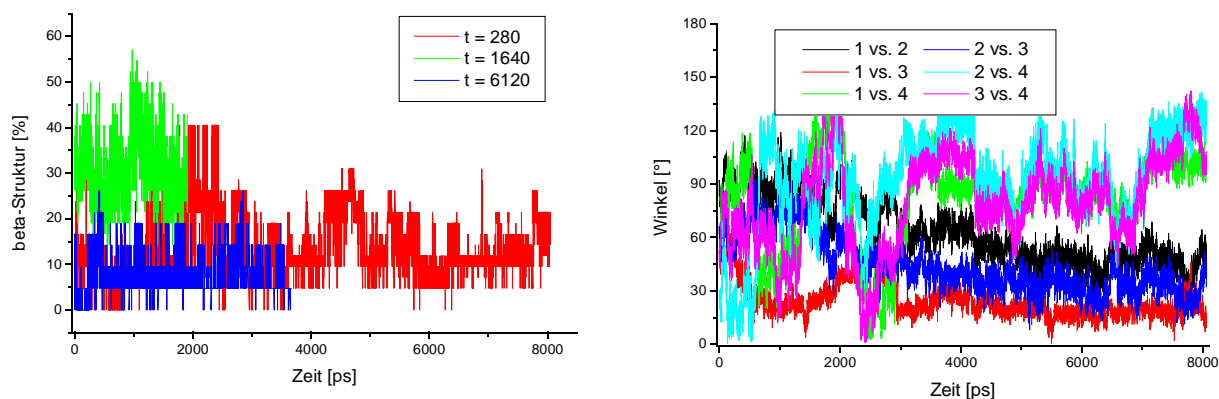 beta-Struktur [%]
60
50
40
30
20
10
0
0 2000 4000 6000 8000
Zeit [ps]
t = 280
t = 1640
t = 6120
Winkel [°]
180
150
120
90
60
30
0
0 2000 4000 6000 8000
Zeit [ps]
1 vs. 2 2 vs. 3
1 vs. 3 2 vs. 4
1 vs. 4 3 vs. 4